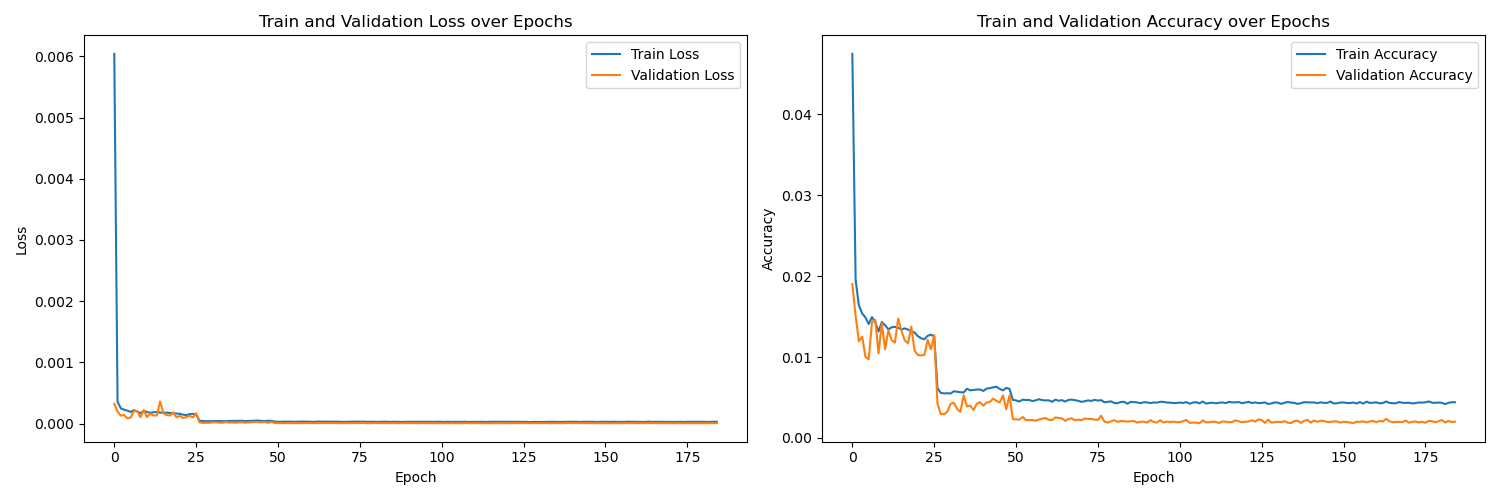 Train and Validation Loss over Epochs
0.006
0.005
0.004
0.003
0.002
0.001
0.000
Loss
Train Loss
Validation Loss
0
25
50
75
100
125
150
175
Epoch
Train and Validation Accuracy over Epochs
0.04
0.03
0.02
0.01
0.00
Accuracy
Train Accuracy
Validation Accuracy
0
25
50
75
100
125
150
175
Epoch